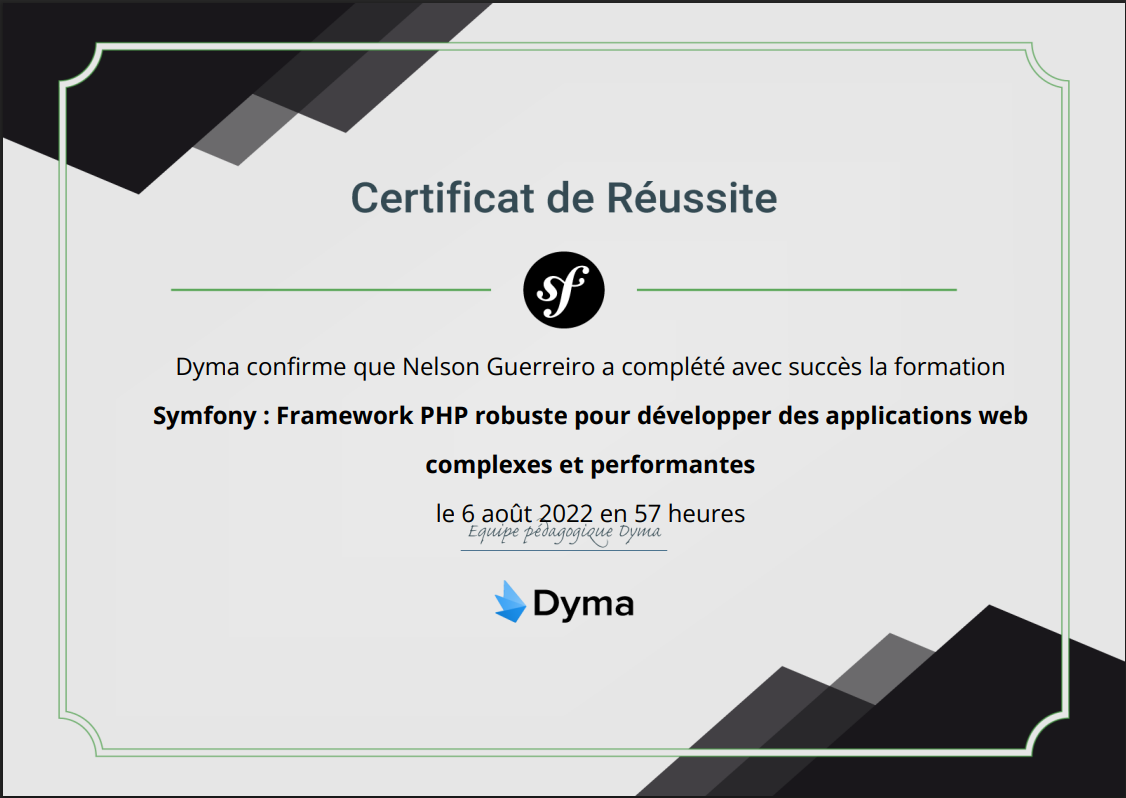 Certificat de Réussite
sf
Dyma confirme que Nelson Guerreiro a complété avec succès la formation
Symfony : Framework PHP robuste pour développer des applications web
complexes et performantes
le 6 août 2022 en 57 heures
Equipe pédagogique Dyma
Dyma